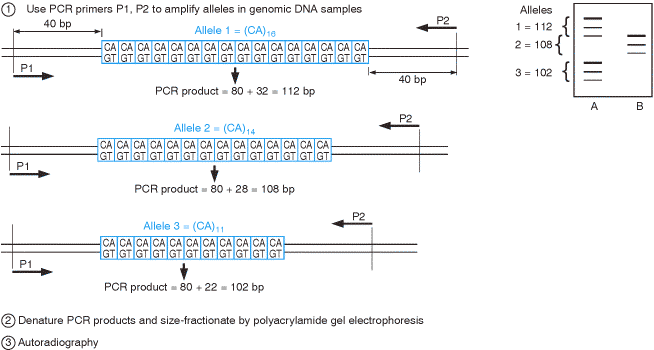 1 Use PCR primers P1, P2 to amplify alleles in genomic DNA samples
40 bp
Allele 1 = (CA)16
P2
CA CA CA CA CA CA CA CA CA CA CA CA CA CA CA CA
GT GT GT GT GT GT GT GT GT GT GT GT GT GT GT GT
P1
40 bp
PCR product = 80 + 32 = 112 bp
Allele 2 = (CA)14
P2
CA CA CA CA CA CA CA CA CA CA CA CA CA CA
GT GT GT GT GT GT GT GT GT GT GT GT GT GT
P1
PCR product = 80 + 28 = 108 bp
Allele 3 = (CA)11
P2
CA CA CA CA CA CA CA CA CA CA CA
GT GT GT GT GT GT GT GT GT GT GT
P1
PCR product = 80 + 22 = 102 bp
2 Denature PCR products and size-fractionate by polyacrylamide gel electrophoresis
3 Autoradiography
Alleles
1 = 112
2 = 108
3 = 102
A B